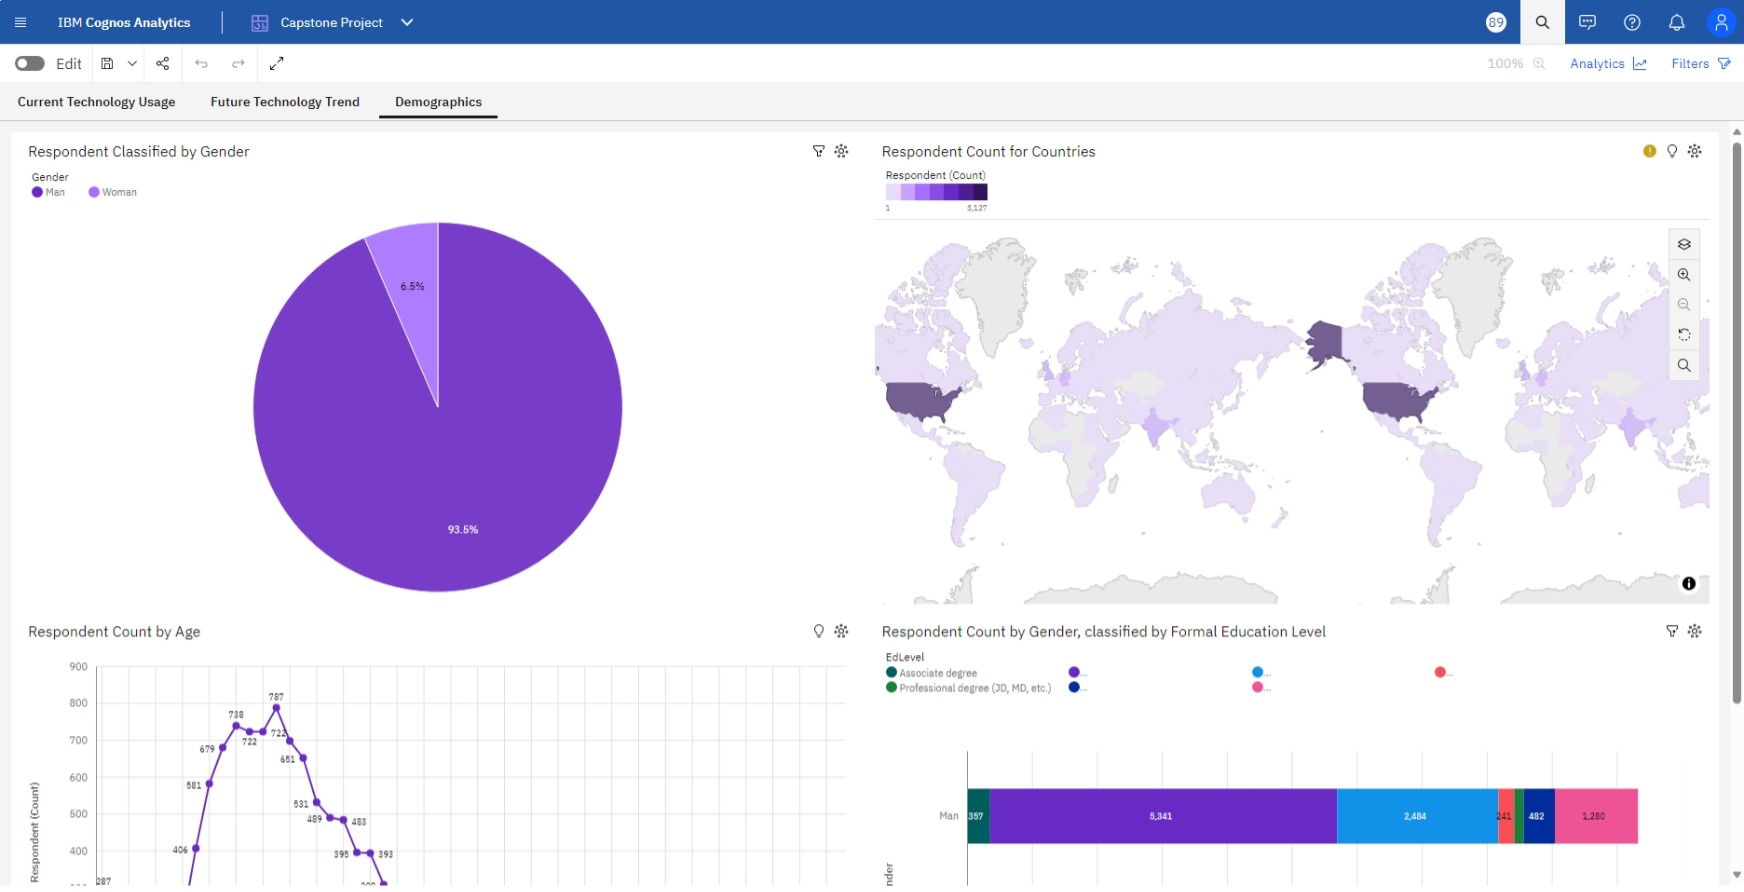 IBM Cognos Analytics
Capstone Project
89
Edit
100%
Analytics
Filters
Current Technology Usage
Future Technology Trend
Demographics
Respondent Classified by Gender
Gender
Man
Woman
6.5%
93.5%
Respondent Count for Countries
Respondent (Count)
1
3,127
Respondent Count by Age
Respondent (Count)
900
800
700
600
500
400
287
406
581
679
738
722
722
787
651
531
489
483
395
393
Respondent Count by Gender, classified by Formal Education Level
EdLevel
Associate degree
...
...
...
Professional degree (JD, MD, etc.)
...
...
Man
357
5,341
2,484
241
482
1,280